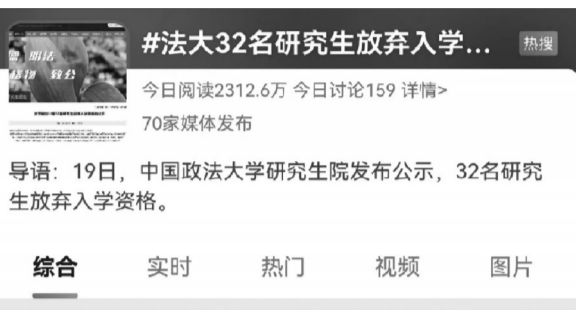 #法大32名研究生放弃入学...
热搜
今日阅读2312.6万 今日讨论159 详情>
70家媒体发布
导语：19日，中国政法大学研究生院发布公示，32名研究
生放弃入学资格。
综合 实时 热门 视频 图片